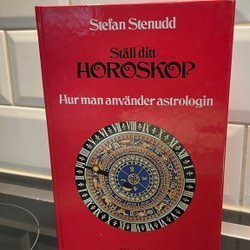 Stefan Stenudd
Ställ ditt
HOROSKOP
Hur man använder astrologin